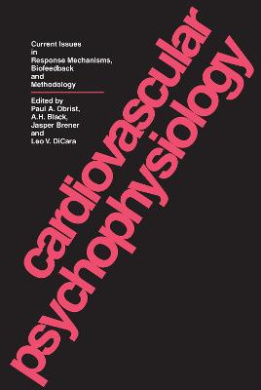 Current Issues
in
Response Mechanisms,
Biofeedback
and
Methodology
Edited by
Paul A. Obrist,
A.H. Black,
Jasper Brener
and
Leo V. DiCara
cardiovascular
psychophysiology